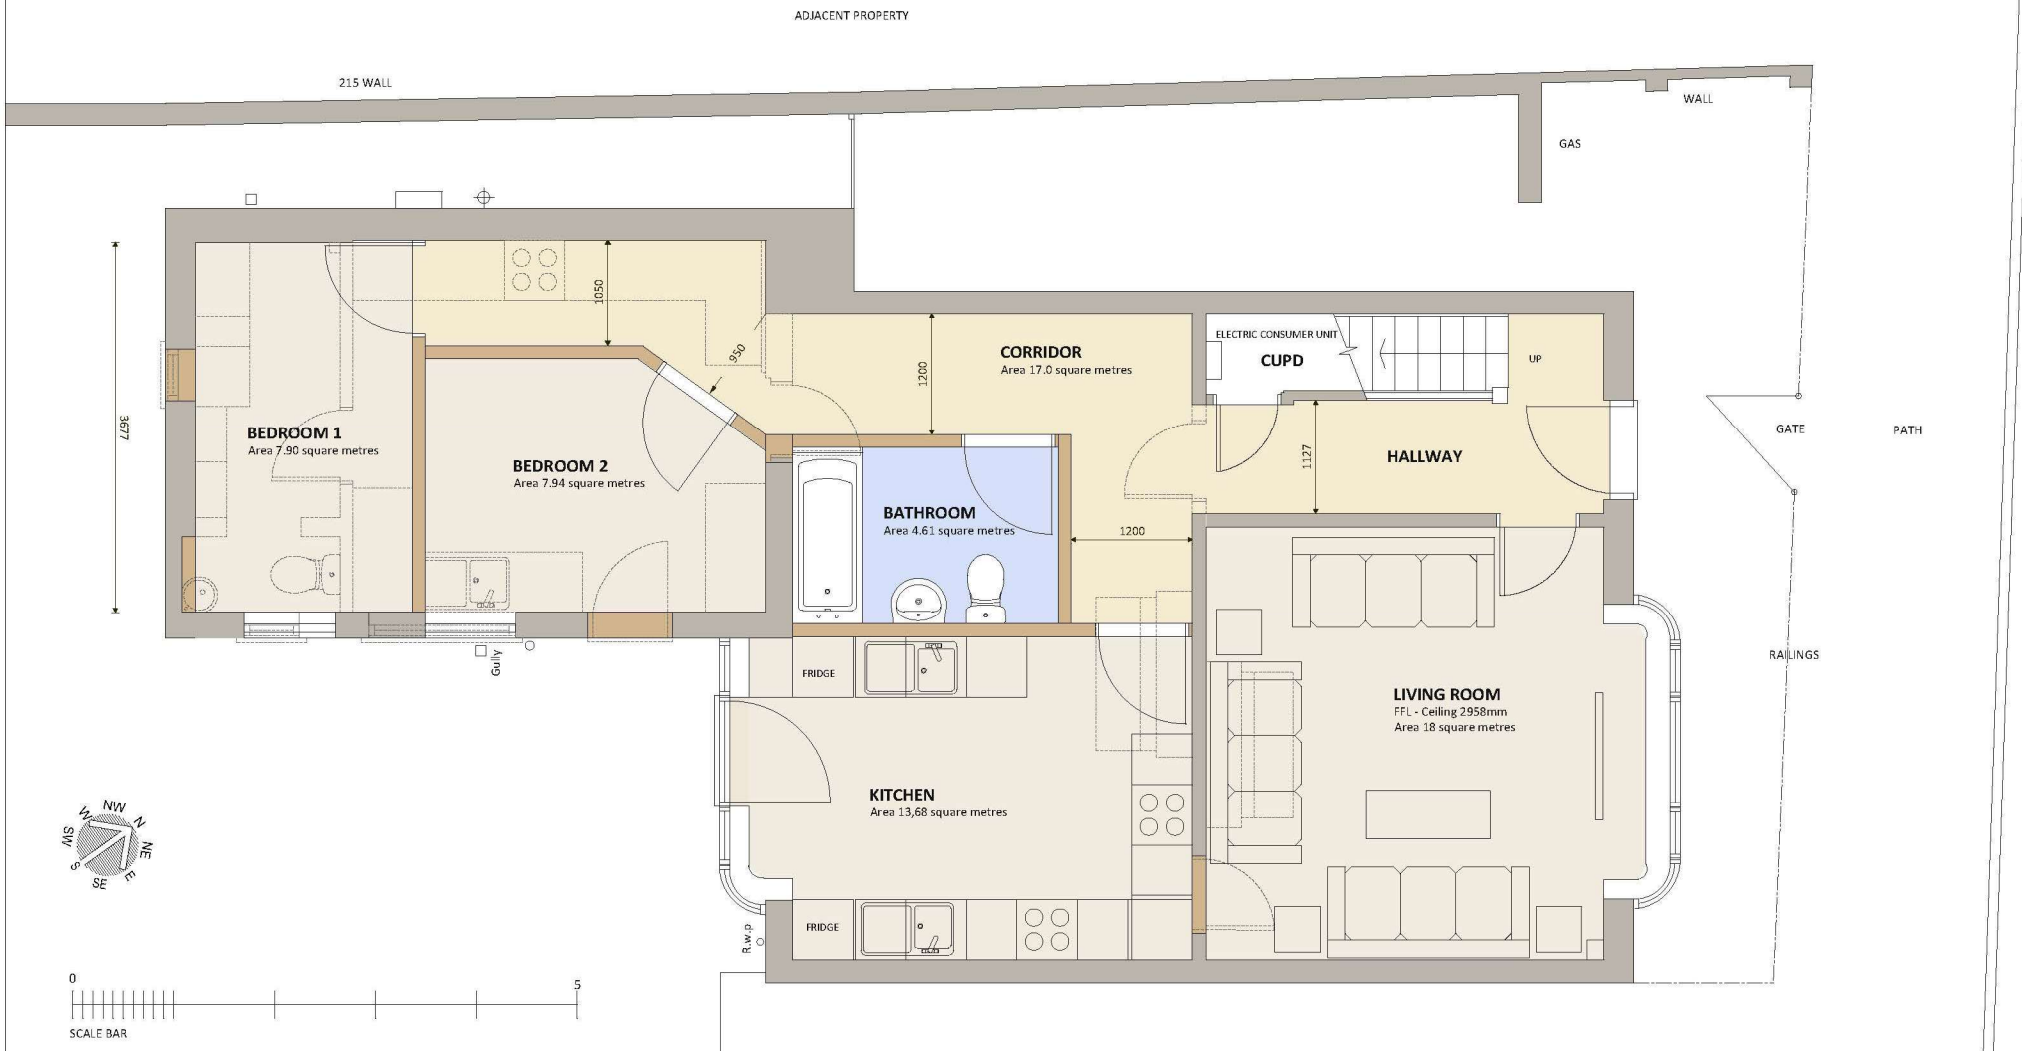 ADJACENT PROPERTY
215 WALL
WALL
GAS
1050
950
1200
CORRIDOR
Area 17.0 square metres
ELECTRIC CONSUMER UNIT
CUPD
UP
3677
BEDROOM 1
Area 7.90 square metres
BEDROOM 2
Area 7.94 square metres
1127
HALLWAY
GATE
PATH
BATHROOM
Area 4.61 square metres
1200
Gully
FRIDGE
RAILINGS
LIVING ROOM
FFL - Ceiling 2958mm
Area 18 square metres
KITCHEN
Area 13,68 square metres
NW
N
W
NE
SW
E
S
SE
FRIDGE
R.w.p
0
5
SCALE BAR